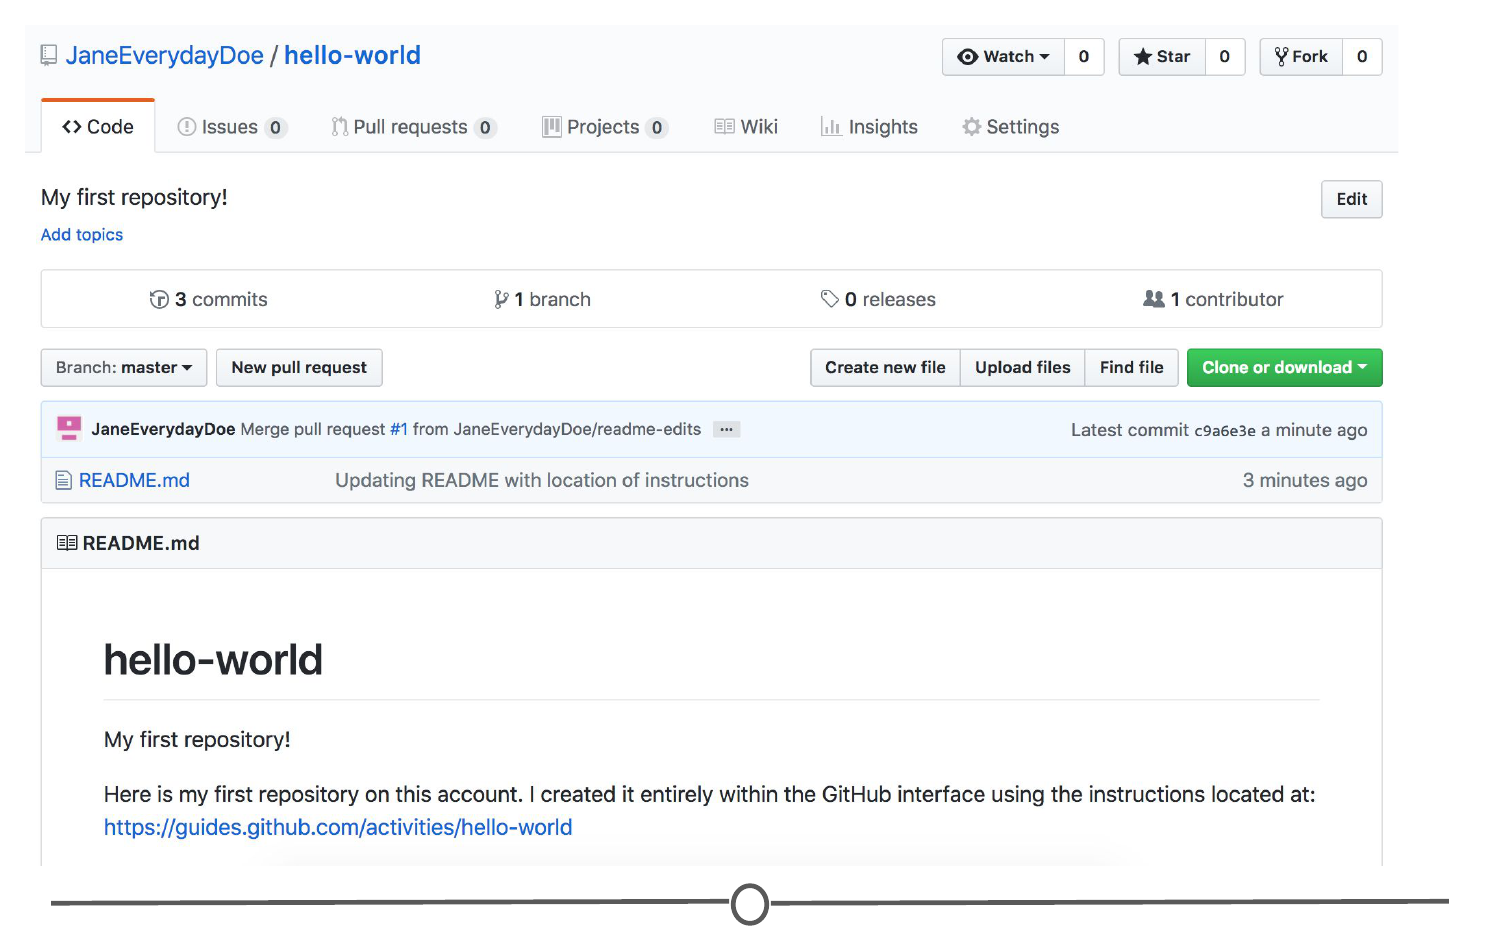 JaneEverydayDoe / hello-world
Watch 0 Star 0 Fork 0
Code Issues 0 Pull requests 0 Projects 0 Wiki Insights Settings
My first repository! Edit
Add topics
3 commits 1 branch 0 releases 1 contributor
Branch: master New pull request Create new file Upload files Find file Clone or download
JaneEverydayDoe Merge pull request #1 from JaneEverydayDoe/readme-edits ... Latest commit c9a6e3e a minute ago
README.md Updating README with location of instructions 3 minutes ago
README.md
hello-world
My first repository!
Here is my first repository on this account. I created it entirely within the GitHub interface using the instructions located at:
https://guides.github.com/activities/hello-world